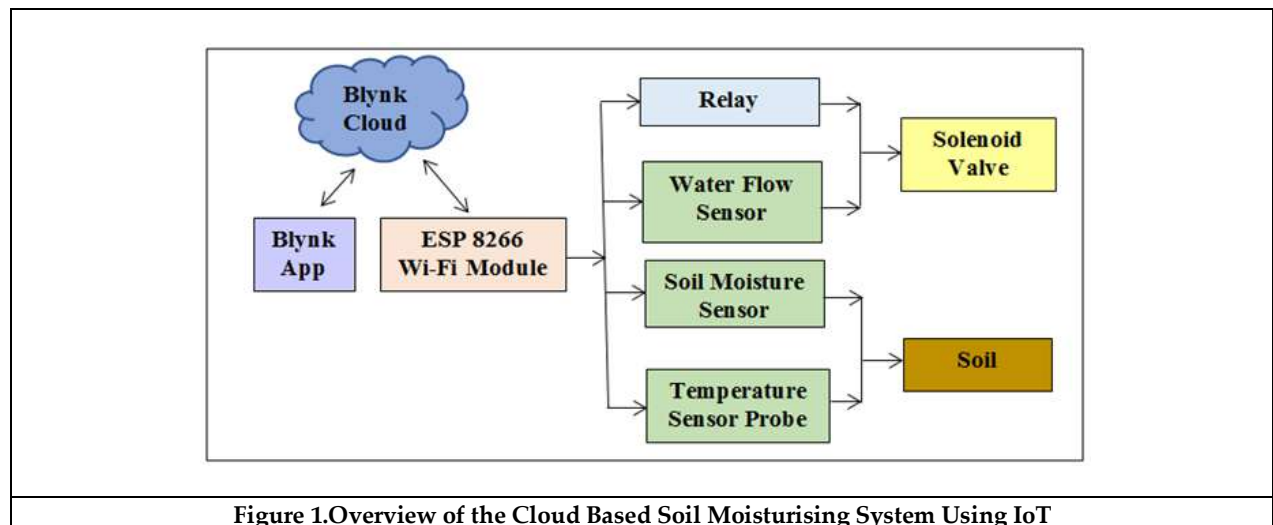 Blynk
Cloud
Blynk
App
ESP 8266
Wi-Fi Module
Relay
Water Flow
Sensor
Soil Moisture
Sensor
Temperature
Sensor Probe
Solenoid
Valve
Soil
Figure 1.Overview of the Cloud Based Soil Moisturising System Using IoT